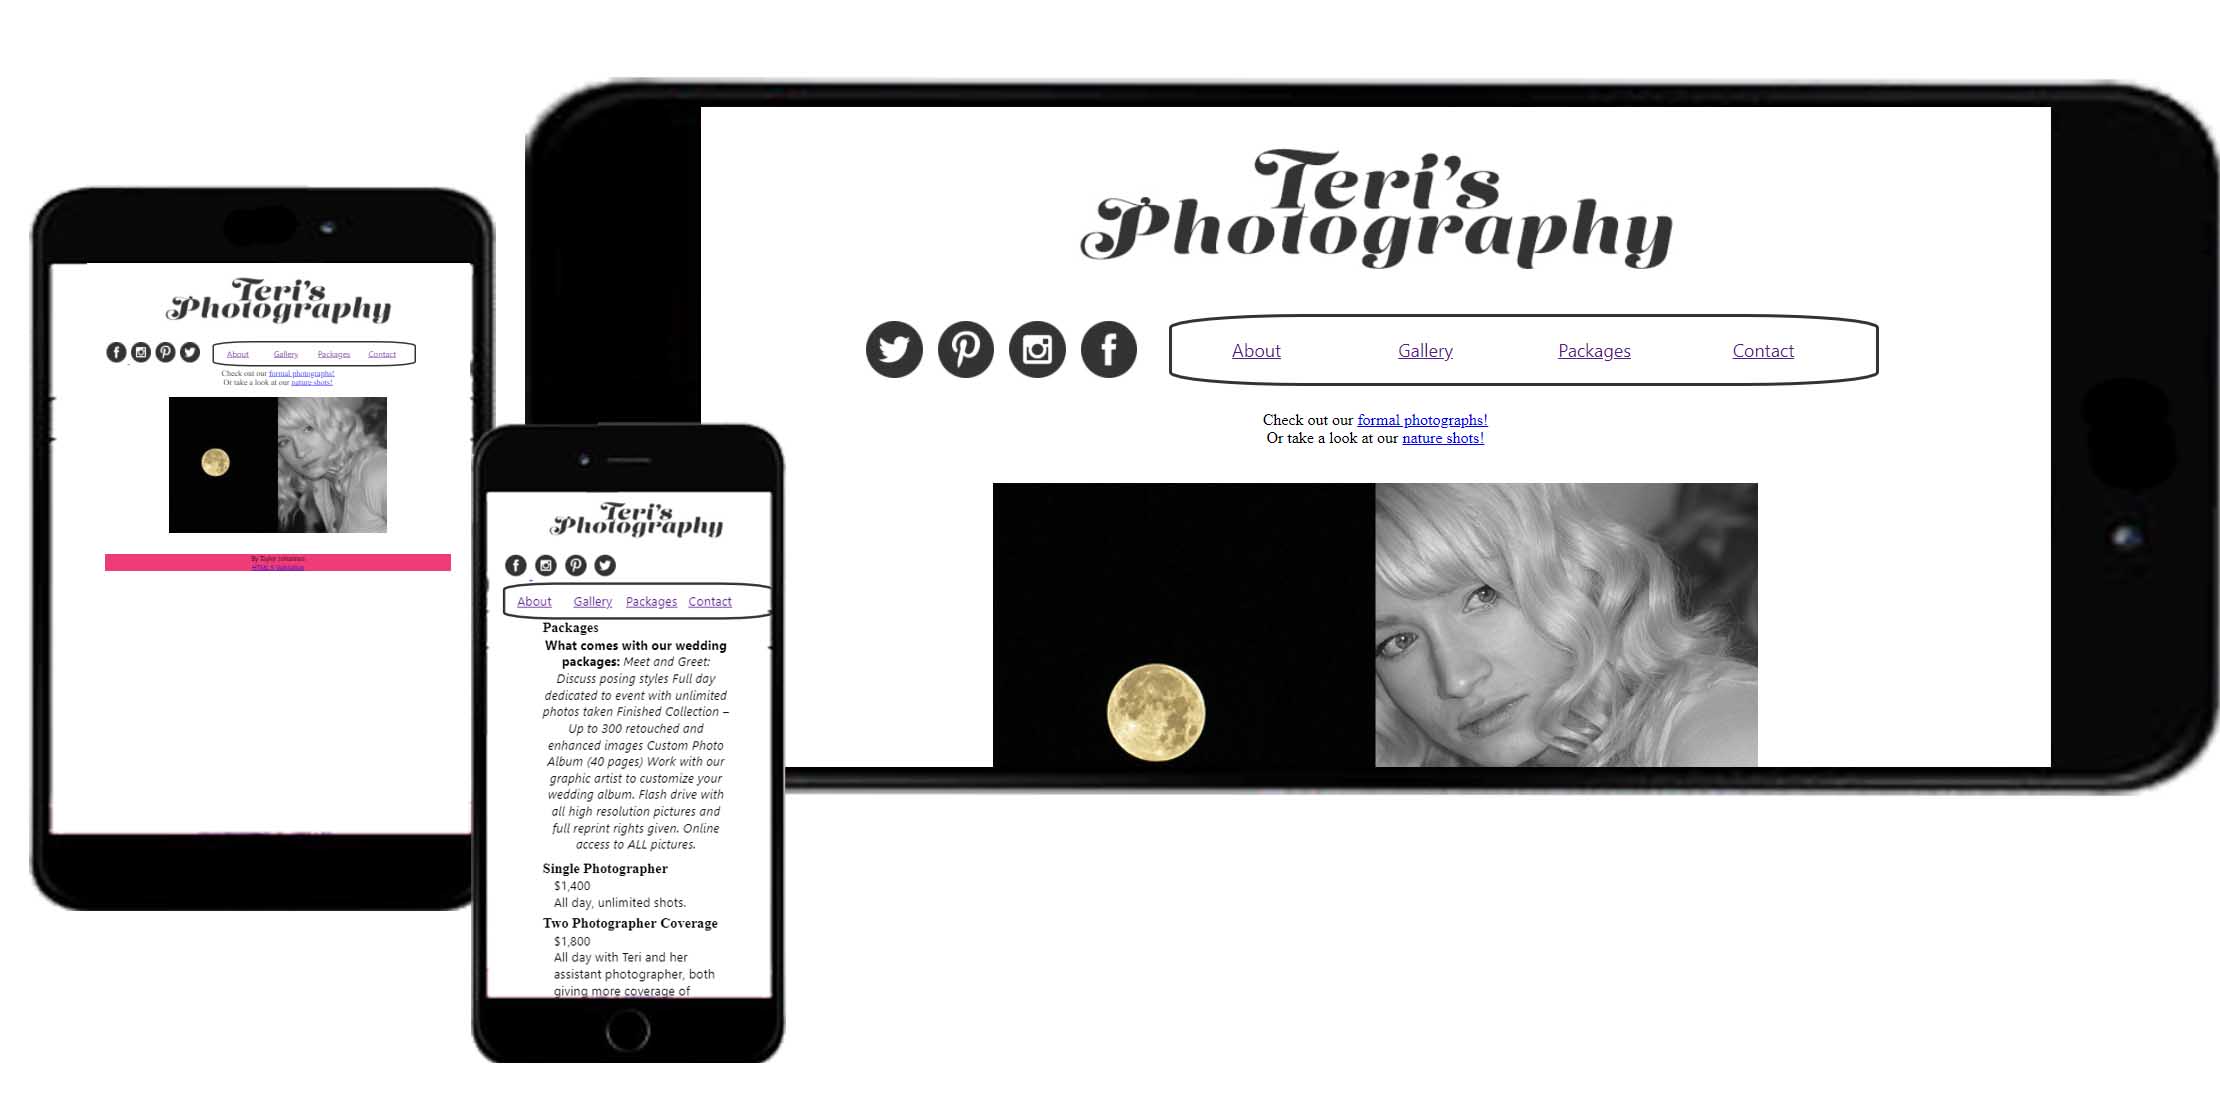 Teri's
Photography
About Gallery Packages Contact
Check out our formal photographs!
Or take a look at our nature shots!
By Taylor
HTML 5 Validation
Teri's
Photography
About Gallery Packages Contact
Packages
What comes with our wedding
packages: Meet and Greet:
Discuss posing styles Full day
dedicated to event with unlimited
photos taken Finished Collection –
Up to 300 retouched and
enhanced images Custom Photo
Album (40 pages) Work with our
graphic artist to customize your
wedding album. Flash drive with
all high resolution pictures and
full reprint rights given. Online
access to ALL pictures.
Single Photographer
$1,400
All day, unlimited shots.
Two Photographer Coverage
$1,800
All day with Teri and her
assistant photographer, both
giving more coverage of
Teri's
Photography
About Gallery Packages Contact
Check out our formal photographs!
Or take a look at our nature shots!